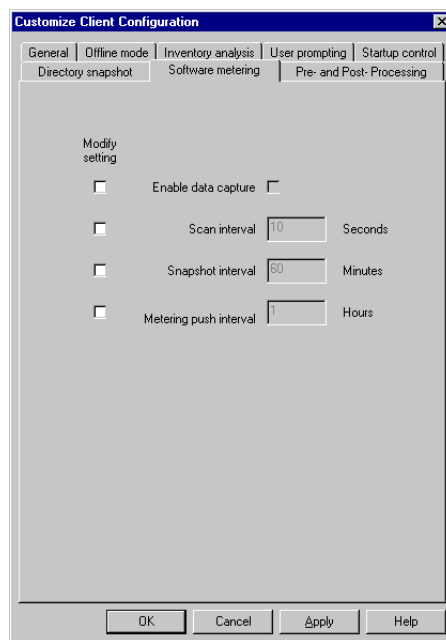 Customize Client Configuration
General Offline mode Inventory analysis User prompting Startup control
Directory snapshot Software metering Pre- and Post- Processing
Modify
setting
Enable data capture
Scan interval 10 Seconds
Snapshot interval 60 Minutes
Metering push interval 1 Hours
OK Cancel Apply Help